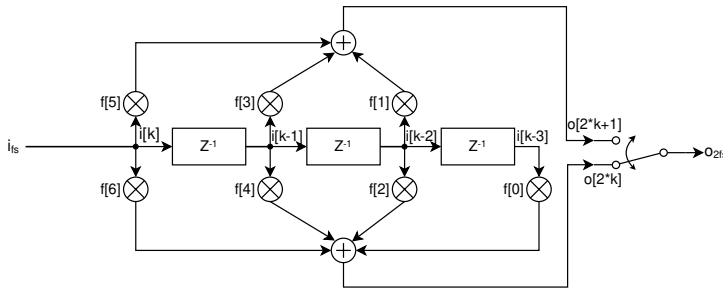 f[5]
f[3]
f[1]
i[k]
i[k-1]
i[k-2]
i[k-3]
o[2*k+1]
i_fs
Z⁻¹
Z⁻¹
Z⁻¹
o_2fs
o[2*k]
f[6]
f[4]
f[2]
f[0]